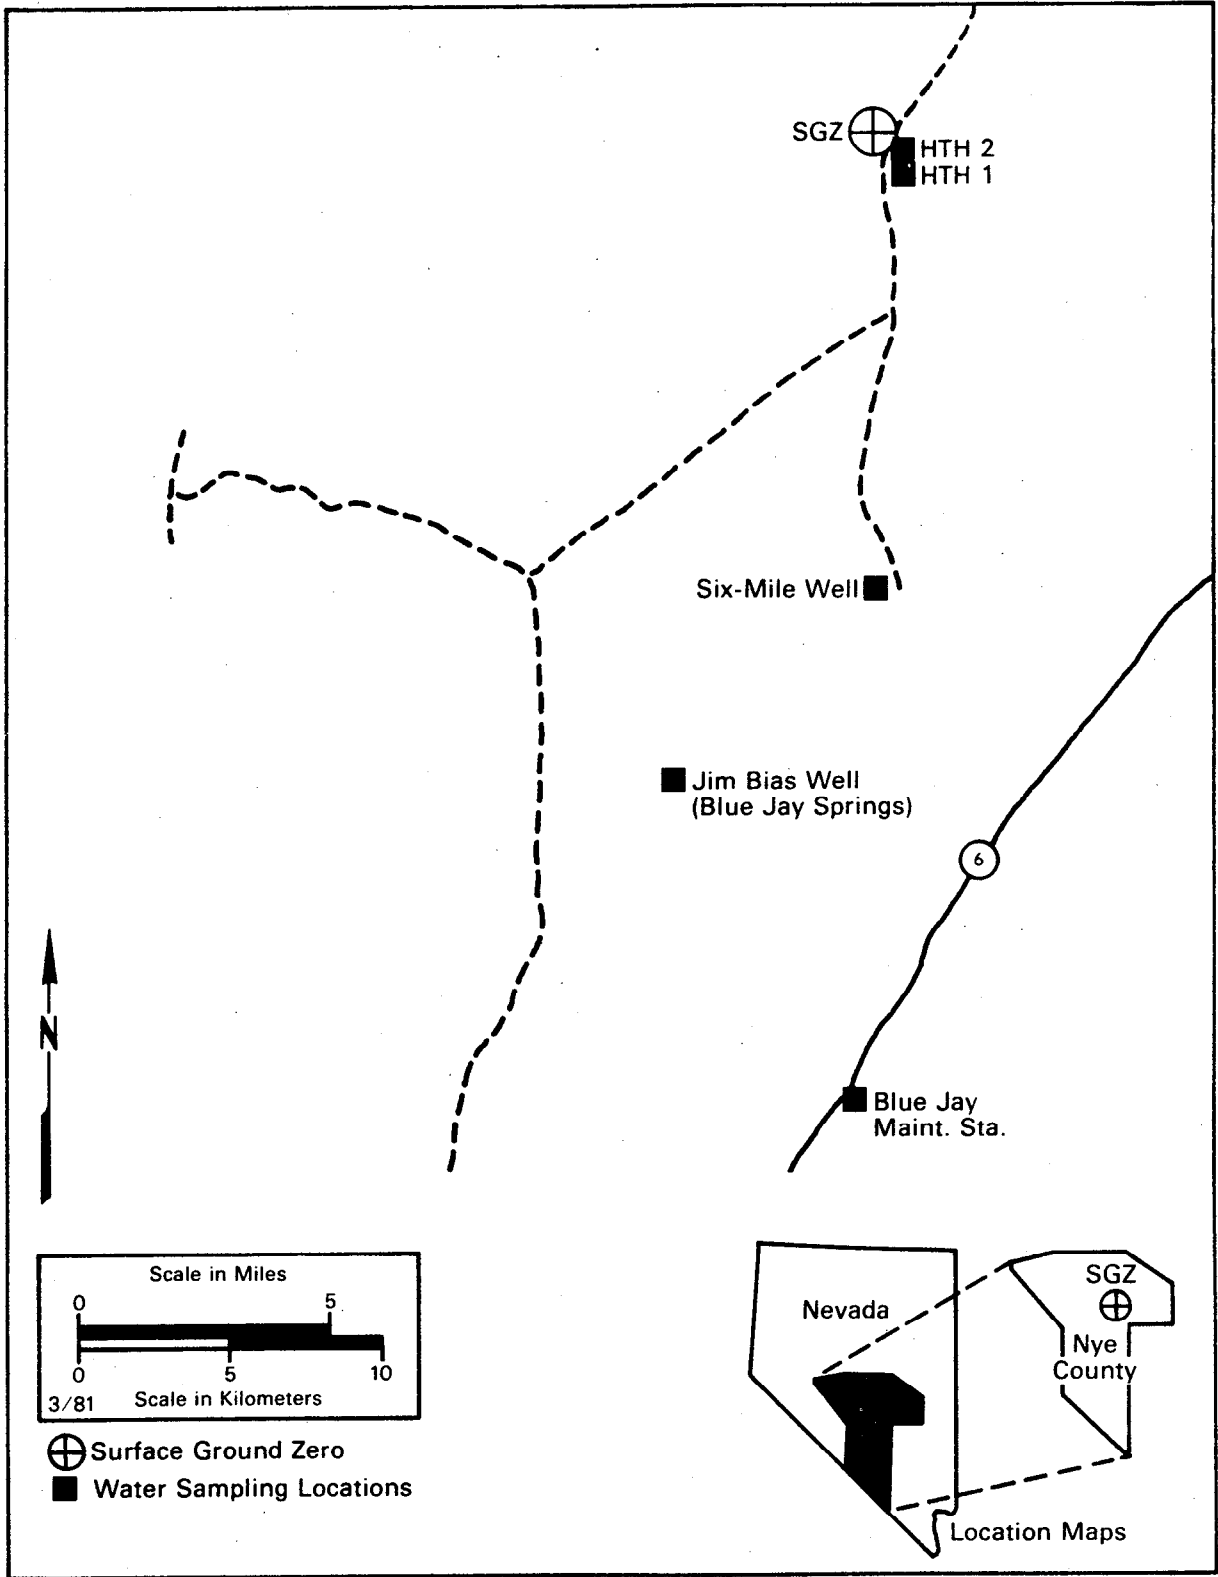 SGZ
HTH 2
HTH 1
Six-Mile Well
Jim Bias Well
(Blue Jay Springs)
6
N
Blue Jay
Maint. Sta.
Scale in Miles
0 5
0 5 10
3/81 Scale in Kilometers
Surface Ground Zero
Water Sampling Locations
Nevada
SGZ
Nye
County
Location Maps